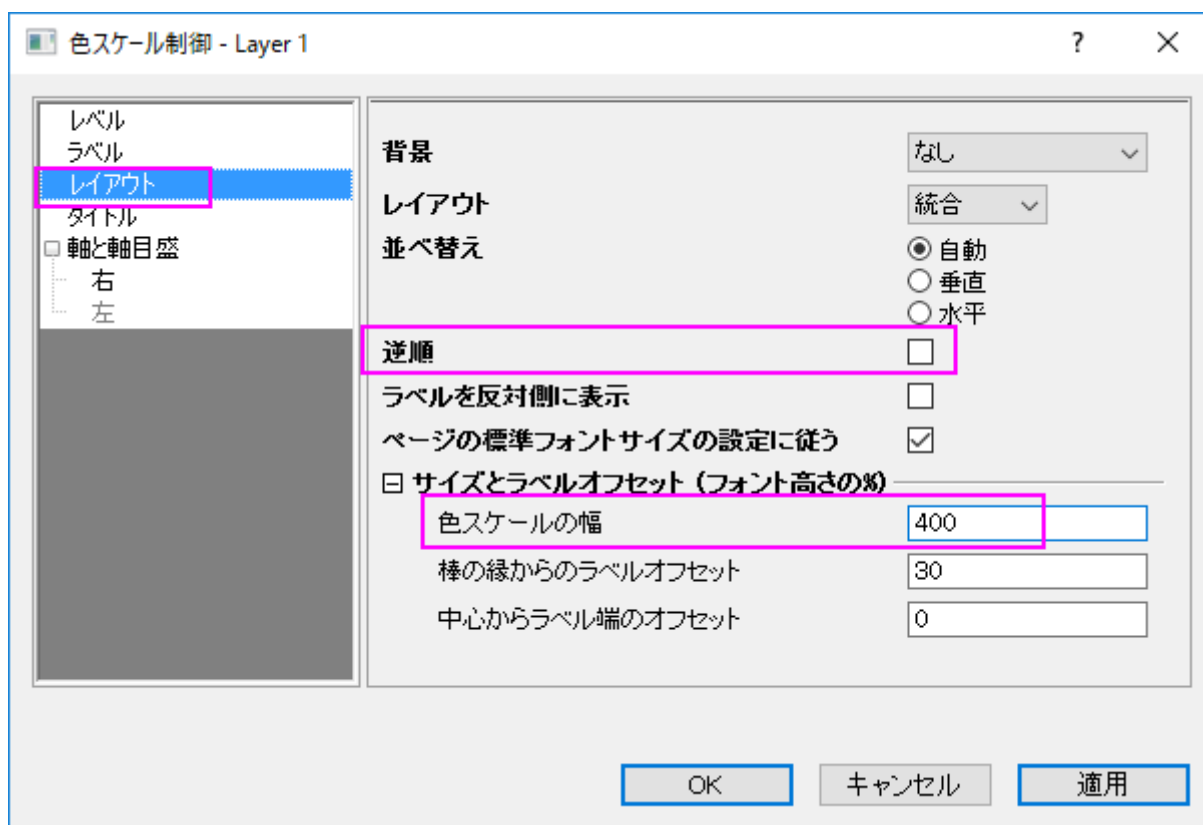 色スケール制御 - Layer 1
?
レベル
ラベル
レイアウト
タイトル
軸と軸目盛
右
左
背景 なし
レイアウト 統合
並べ替え 自動
垂直
水平
逆順
ラベルを反対側に表示
ページの標準フォントサイズの設定に従う
サイズとラベルオフセット (フォント高さの%)
色スケールの幅 400
棒の縁からのラベルオフセット 30
中心からラベル端のオフセット 0
OK キャンセル 適用